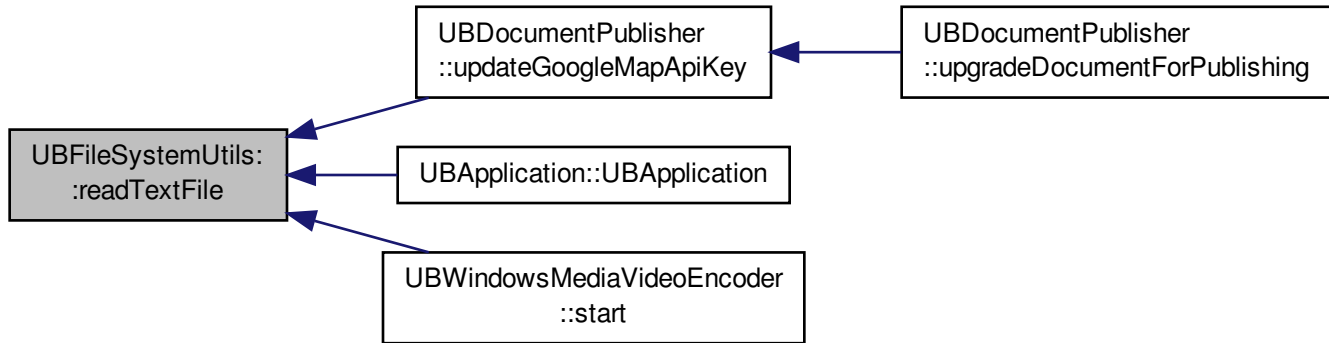 UBFileSystemUtils:
:readTextFile
UBDocumentPublisher
::updateGoogleMapApiKey
UBDocumentPublisher
::upgradeDocumentForPublishing
UBApplication::UBApplication
UBWindowsMediaVideoEncoder
::start